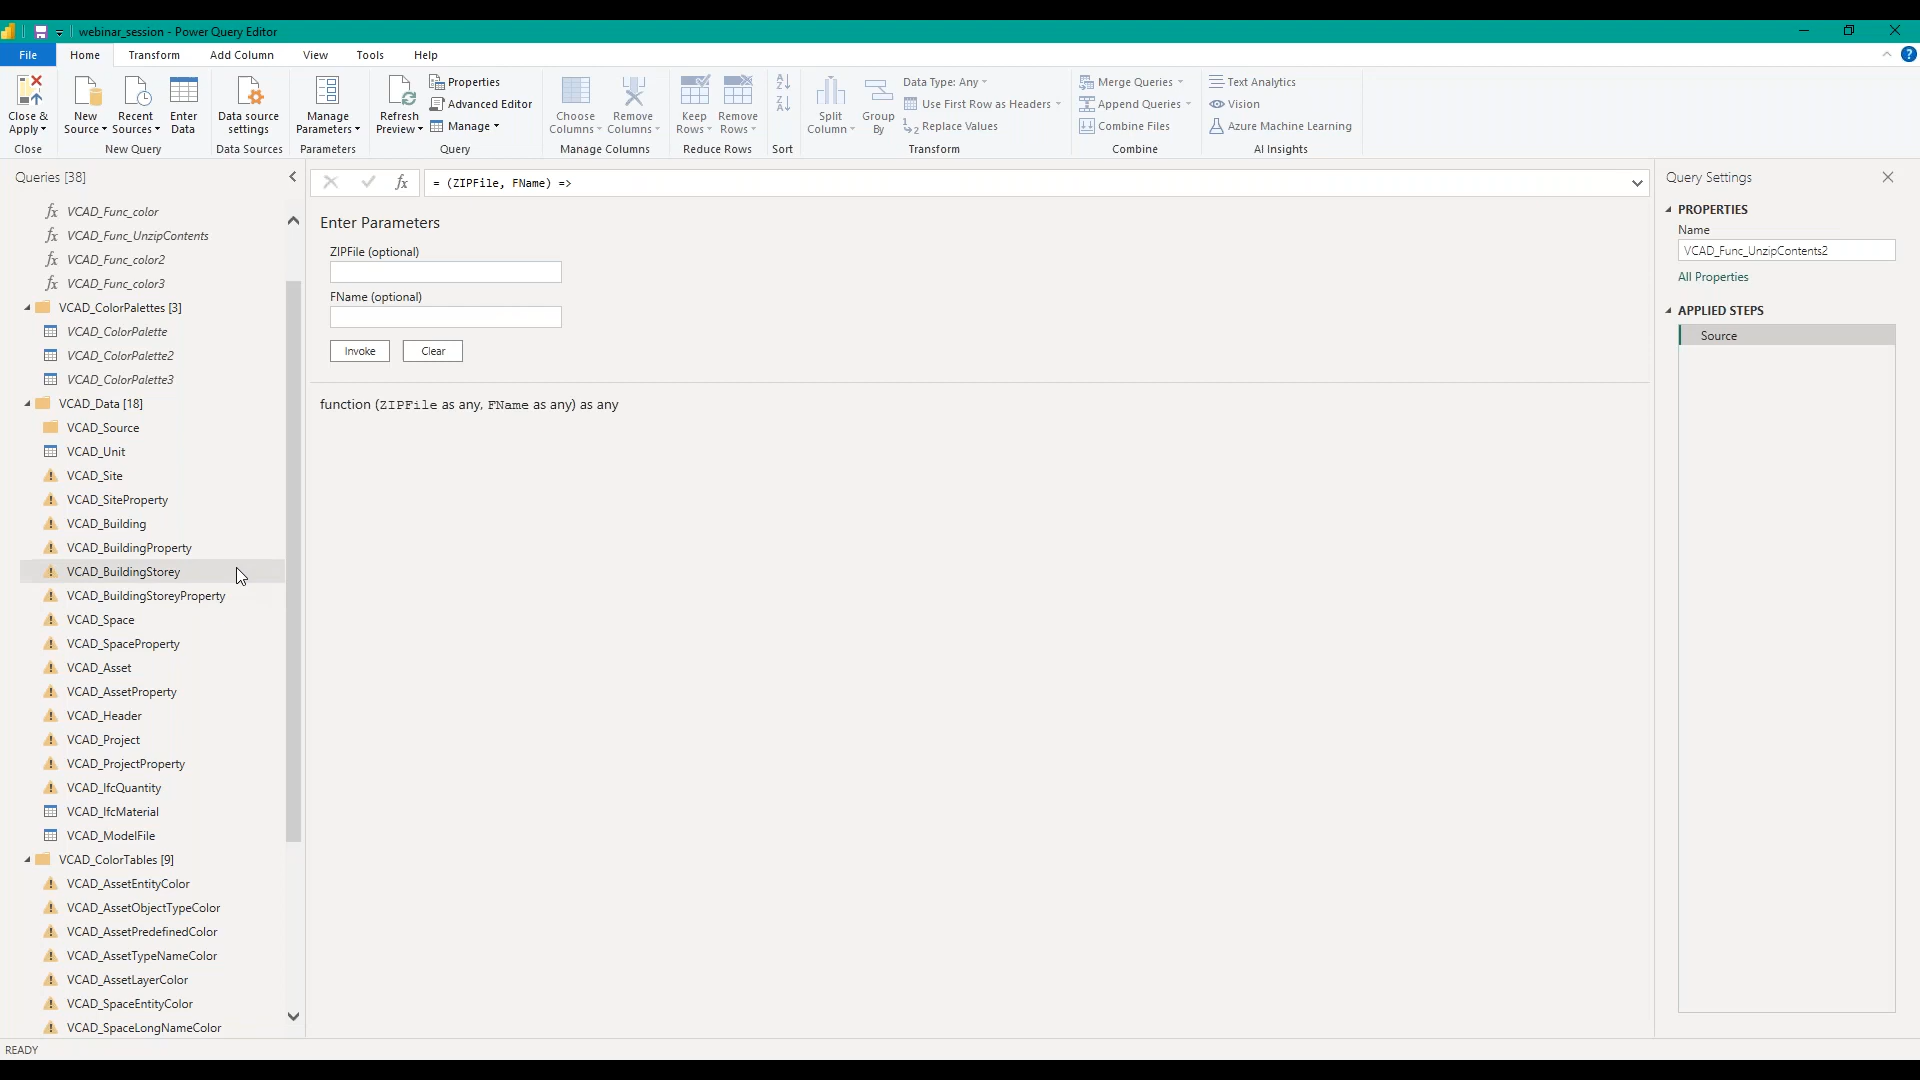 webinar_session - Power Query Editor
File Home Transform Add Column View Tools Help
Close & Apply
Close
New Source
Recent Sources
Enter Data
New Query
Data source settings
Data Sources
Manage Parameters
Parameters
Refresh Preview
Properties
Advanced Editor
Manage
Query
Choose Columns
Remove Columns
Manage Columns
Keep Rows
Remove Rows
Reduce Rows
Sort
Split Column
Group By
Data Type: Any
Use First Row as Headers
Replace Values
Transform
Merge Queries
Append Queries
Combine Files
Combine
Text Analytics
Vision
Azure Machine Learning
AI Insights
Queries [38]
fx VCAD_Func_color
fx VCAD_Func_UnzipContents
fx VCAD_Func_color2
fx VCAD_Func_color3
VCAD_ColorPalettes [3]
VCAD_ColorPalette
VCAD_ColorPalette2
VCAD_ColorPalette3
VCAD_Data [18]
VCAD_Source
VCAD_Unit
VCAD_Site
VCAD_SiteProperty
VCAD_Building
VCAD_BuildingProperty
VCAD_BuildingStorey
VCAD_BuildingStoreyProperty
VCAD_Space
VCAD_SpaceProperty
VCAD_Asset
VCAD_AssetProperty
VCAD_Header
VCAD_Project
VCAD_ProjectProperty
VCAD_IfcQuantity
VCAD_IfcMaterial
VCAD_ModelFile
VCAD_ColorTables [9]
VCAD_AssetEntityColor
VCAD_AssetObjectTypeColor
VCAD_AssetPredefinedColor
VCAD_AssetTypeNameColor
VCAD_AssetLayerColor
VCAD_SpaceEntityColor
VCAD_SpaceLongNameColor
READY
fx = (ZIPFile, FName) =>
Enter Parameters
ZIPFile (optional)
FName (optional)
Invoke Clear
function (ZIPFile as any, FName as any) as any
Query Settings
PROPERTIES
Name
VCAD_Func_UnzipContents2
All Properties
APPLIED STEPS
Source